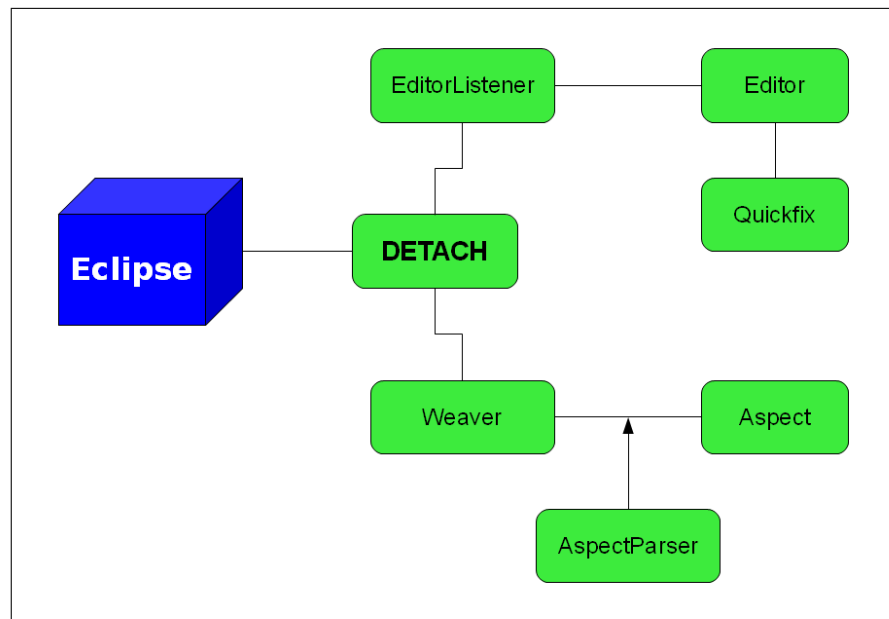 EditorListener
Editor
Quickfix
Eclipse
DETACH
Weaver
Aspect
AspectParser